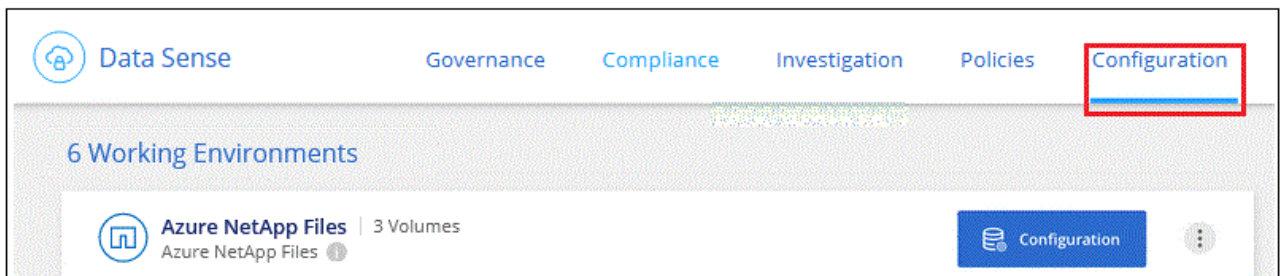 Data Sense Governance Compliance Investigation Policies Configuration
6 Working Environments
Azure NetApp Files | 3 Volumes
Azure NetApp Files
Configuration